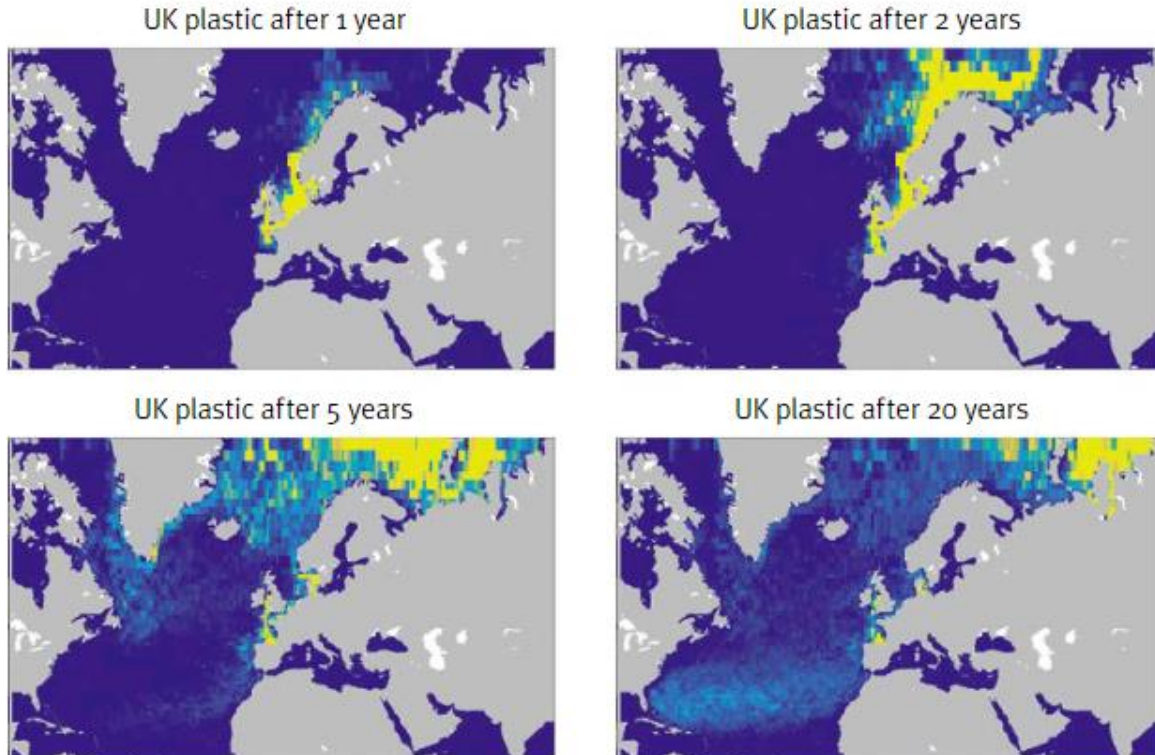 UK plastic after 1 year
UK plastic after 2 years
UK plastic after 5 years
UK plastic after 20 years